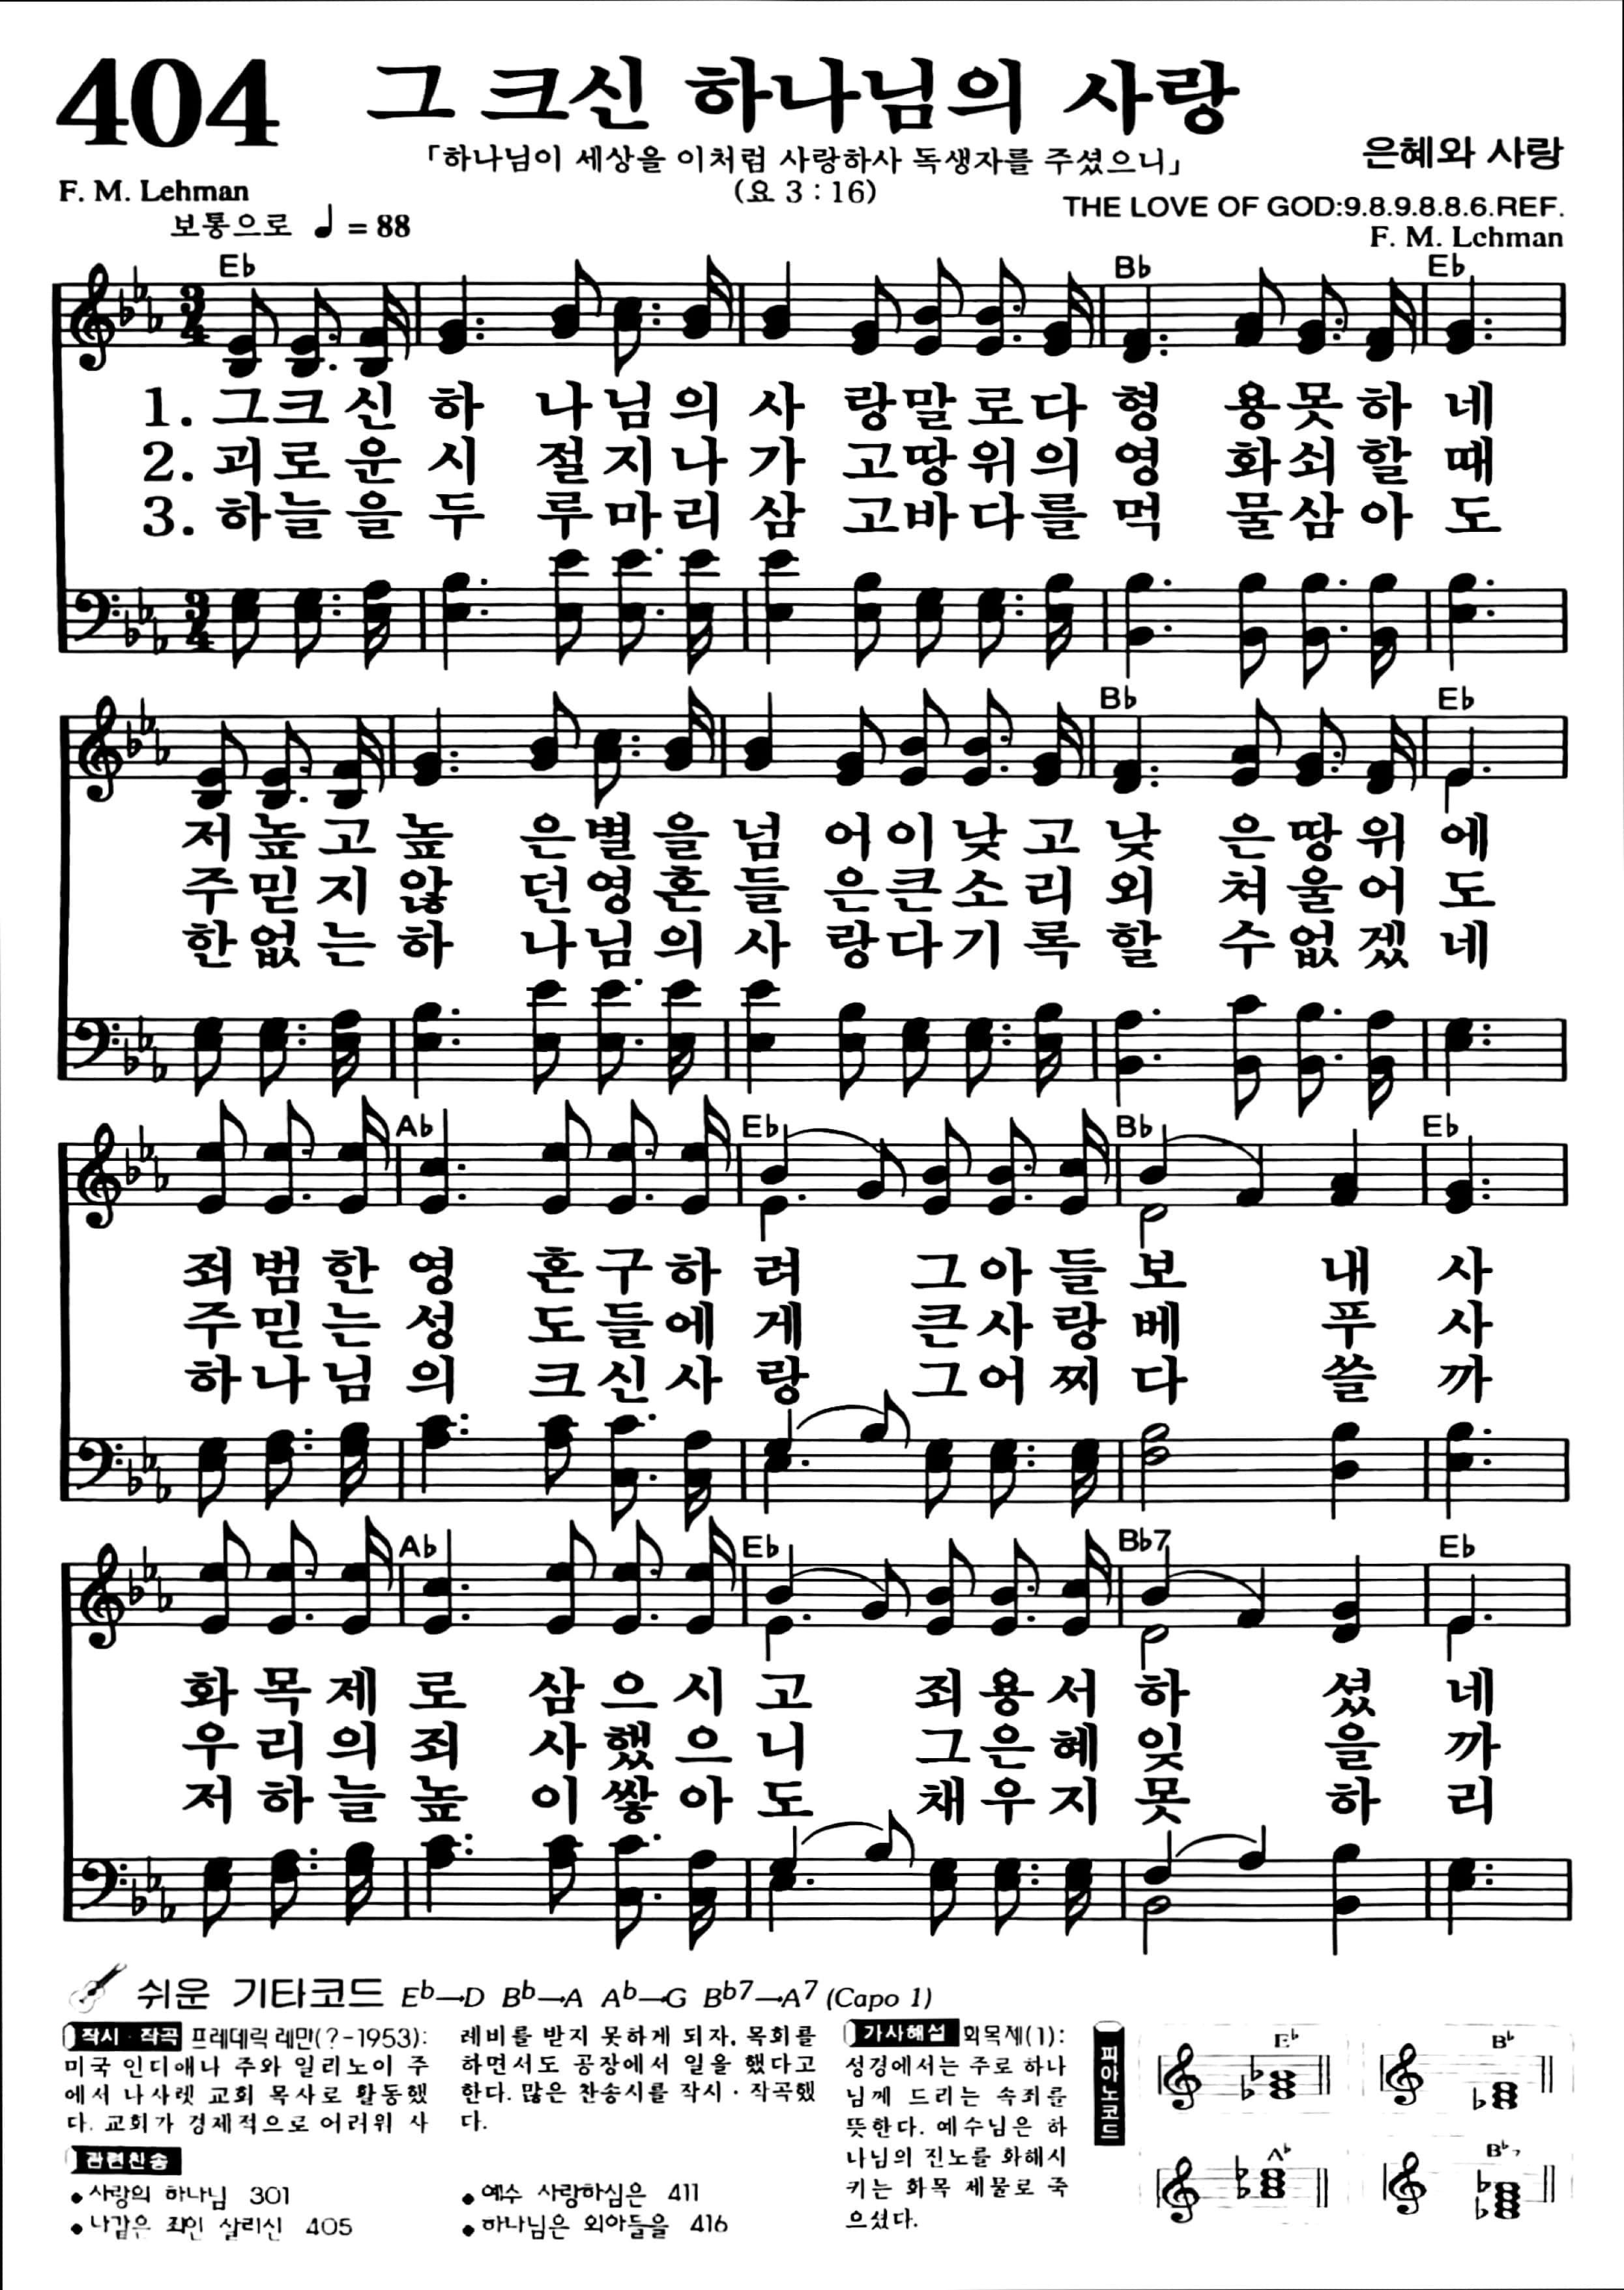 404 그 크신 하나님의 사랑
「하나님이 세상을 이처럼 사랑하사 독생자를 주셨으니」
(요 3 : 16)
은혜와 사랑
F. M. Lehman
THE LOVE OF GOD:9.8.9.8.8.6.REF.
F. M. Lehman
보통으로 ♩ = 88
E♭ B♭ E♭
3/4
1. 그크 신 하 나 님 의 사 랑말 로다 형 용못 하 네
2. 괴로 운 시 절 지 나 가 고땅 위의 영 화쇠 할 때
3. 하늘 을 두 루 마 리 삼 고바 다를 먹 물삼 아 도
3/4
B♭ E♭
저 높 고 높 은별 을 넘 어이 낮 고 낮 은 땅 위 에
주 믿 지 않 던영 혼 들 은큰 소 리 외 쳐 울 어 도
한 없 는 하 나님 의 사 랑다 기 록 할 수 없 겠 네
A♭ E♭ B♭ E♭
죄 범 한 영 혼 구 하 려 그 아 들 보 내 사
주 믿 는 성 도 들 에 게 큰 사 랑 베 푸 사
하 나 님 의 크 신 사 랑 그 어 찌 다 쓸 까
A♭ E♭ B♭7 E♭
화 목 제 로 삼 으 시 고 죄 용 서 하 셨 네
우 리 의 죄 사 했 으 니 그 은 혜 잊 을 까
저 하 늘 높 이 쌓 아 도 채 우 지 못 하 리
쉬운 기타코드 E♭→D B♭→A A♭→G B♭7→A7 (Capo 1)
작시 · 작곡 프레데릭 레만(?-1953):
미국 인디애나 주와 일리노이 주
에서 나사렛 교회 목사로 활동했
다. 교회가 경제적으로 어려워 사
레비를 받지 못하게 되자, 목회를
하면서도 공장에서 일을 했다고
한다. 많은 찬송시를 작시 · 작곡했
다.
관련찬송
• 사랑의 하나님 301
• 나같은 죄인 살리신 405
• 예수 사랑하심은 411
• 하나님은 외아들을 416
가사해설 화목제(1):
성경에서는 주로 하나
님께 드리는 속죄를
뜻한다. 예수님은 하
나님의 진노를 화해시
키는 화목 제물로 죽
으셨다.
피아노코드
E♭ B♭
A♭ B♭7